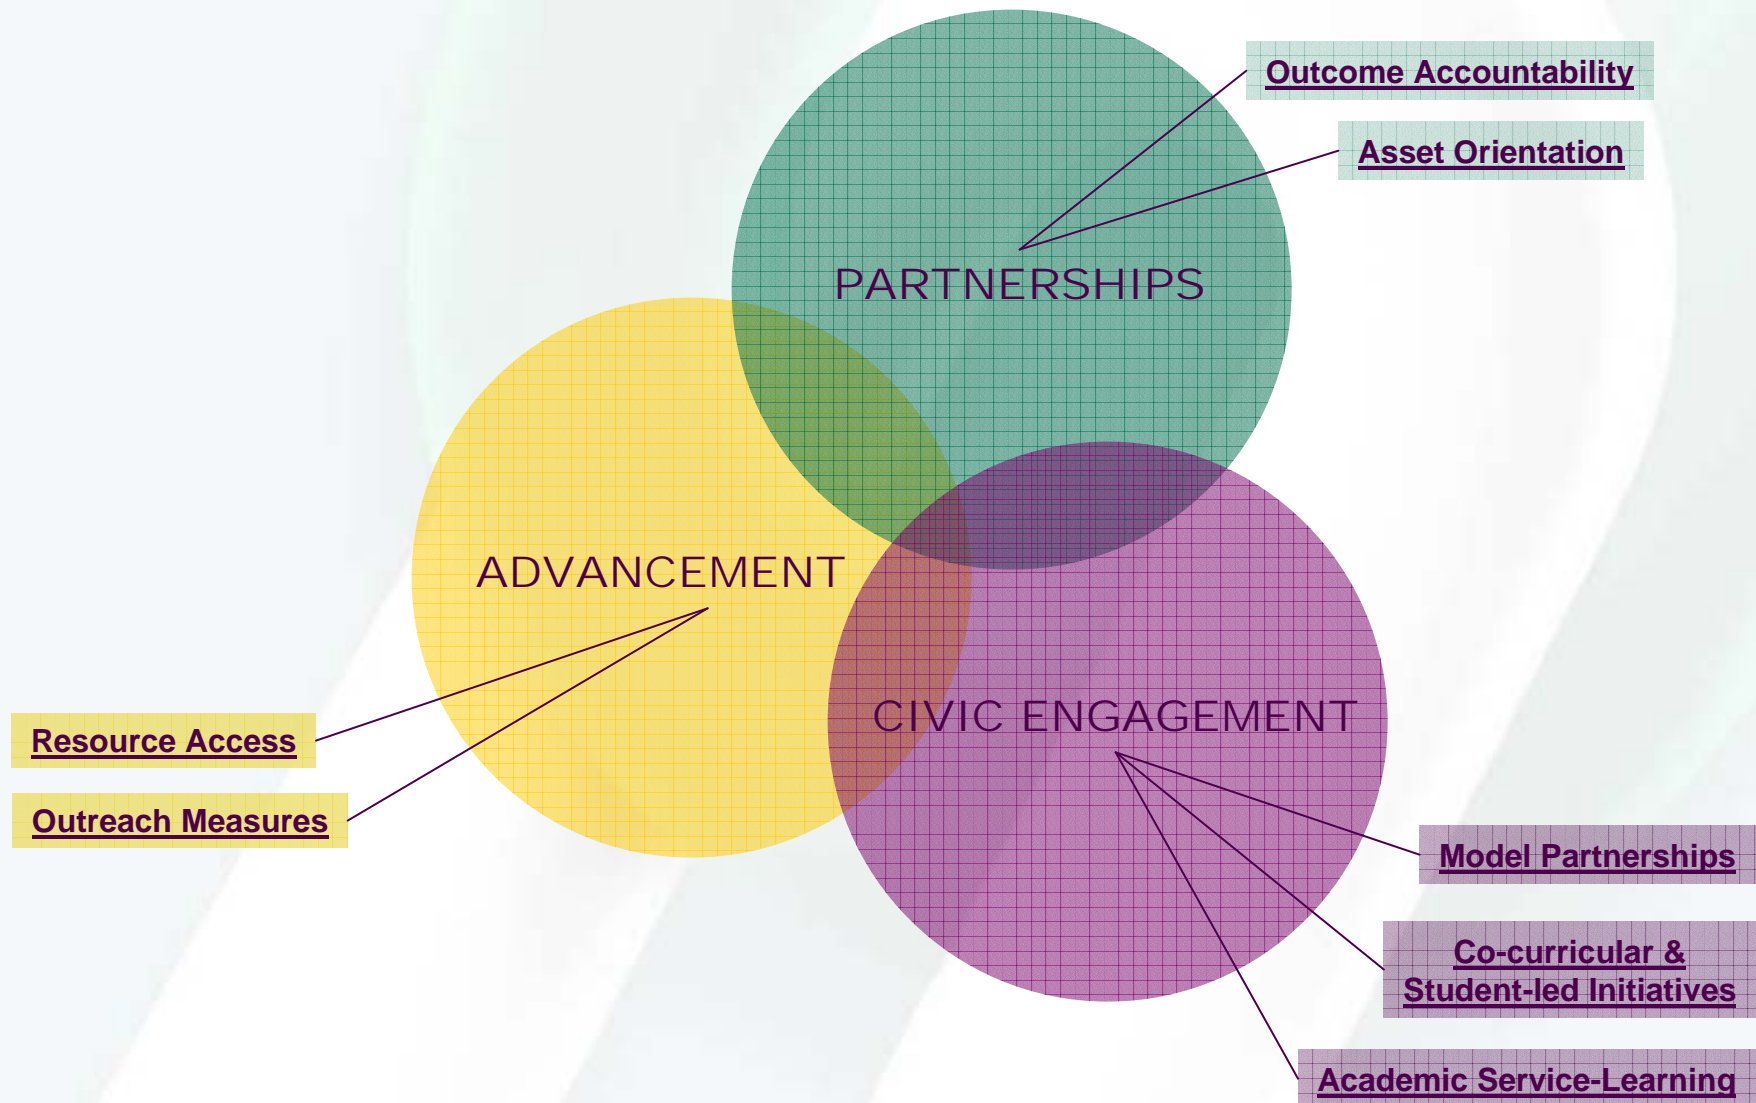 Outcome Accountability
Asset Orientation
PARTNERSHIPS
ADVANCEMENT
CIVIC ENGAGEMENT
Resource Access
Outreach Measures
Model Partnerships
Co-curricular &
Student-led Initiatives
Academic Service-Learning